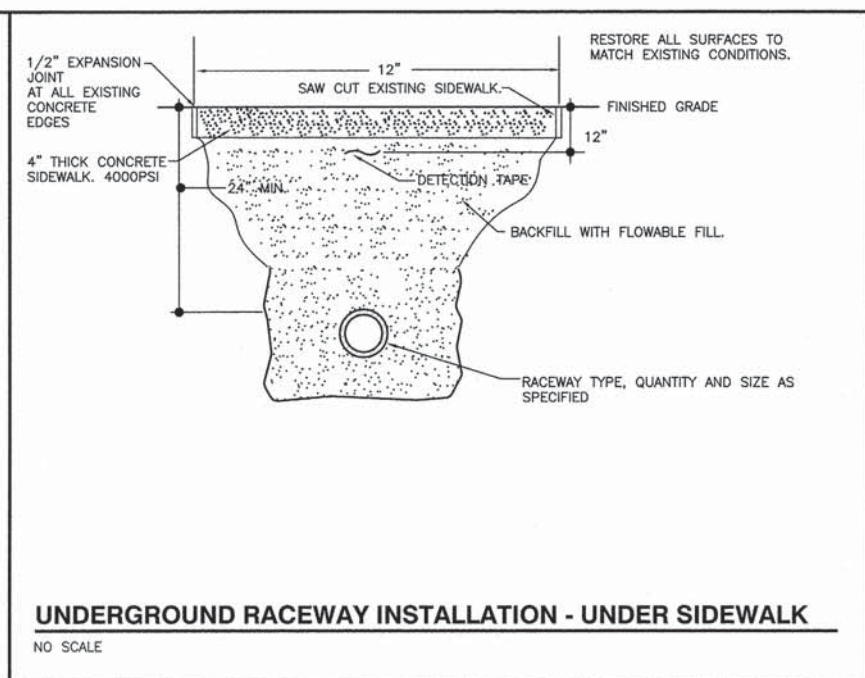 1/2" EXPANSION
JOINT
AT ALL EXISTING
CONCRETE
EDGES
4" THICK CONCRETE
SIDEWALK. 4000PSI
24" MIN.
12"
SAW CUT EXISTING SIDEWALK.
DETECTION TAPE
RESTORE ALL SURFACES TO
MATCH EXISTING CONDITIONS.
FINISHED GRADE
12"
BACKFILL WITH FLOWABLE FILL.
RACEWAY TYPE, QUANTITY AND SIZE AS
SPECIFIED
UNDERGROUND RACEWAY INSTALLATION - UNDER SIDEWALK
NO SCALE